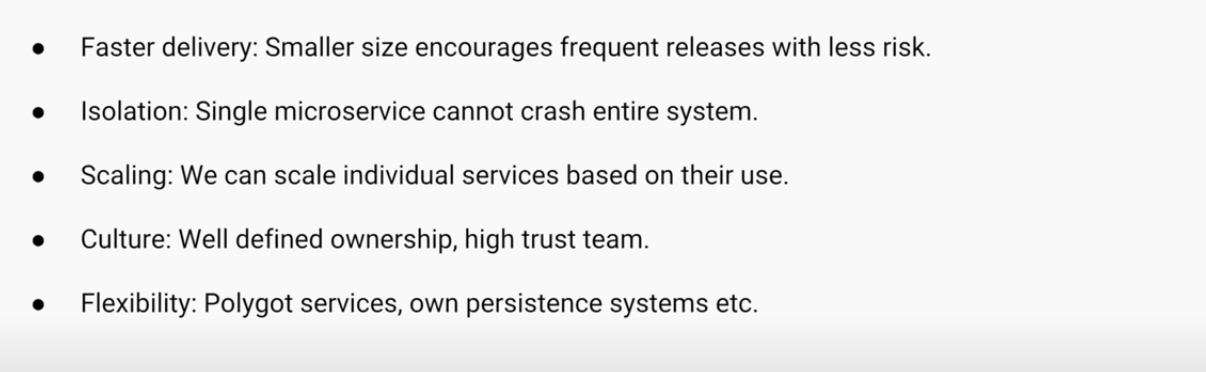 ● Faster delivery: Smaller size encourages frequent releases with less risk.
● Isolation: Single microservice cannot crash entire system.
● Scaling: We can scale individual services based on their use.
● Culture: Well defined ownership, high trust team.
● Flexibility: Polygot services, own persistence systems etc.